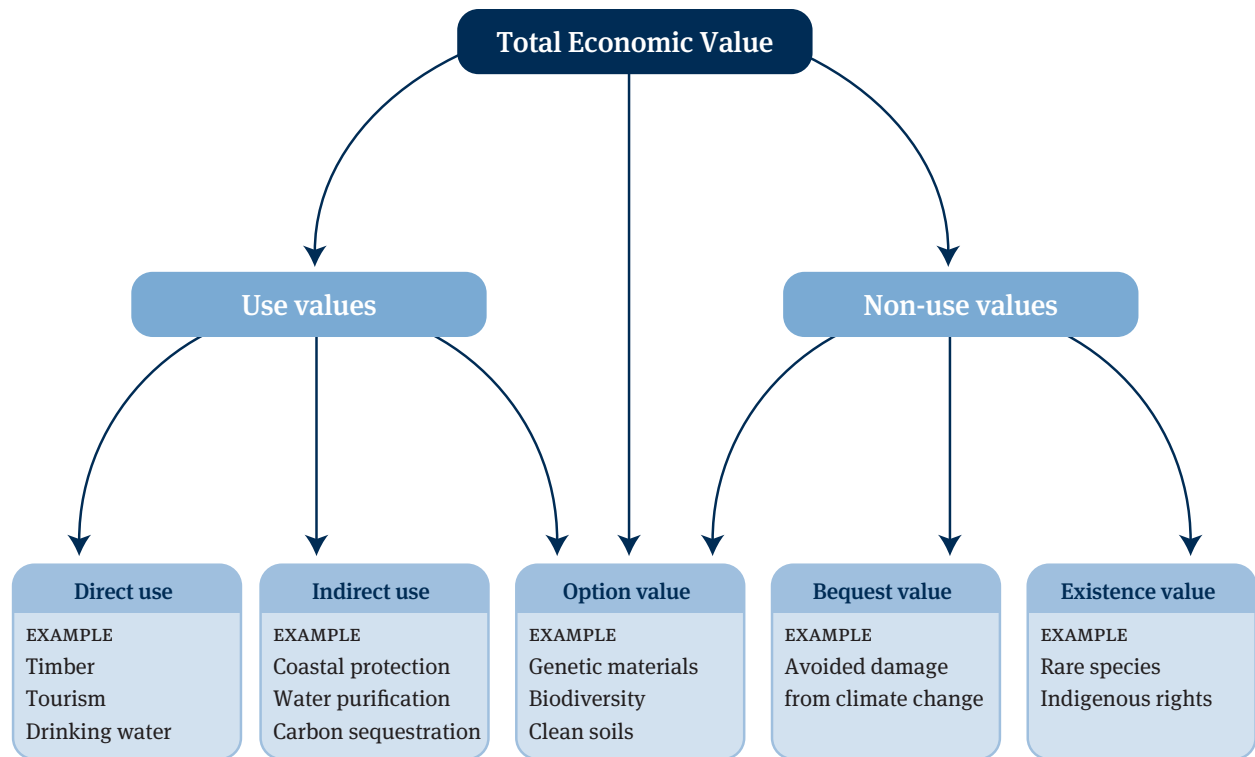 Total Economic Value
Use values
Non-use values
Direct use
EXAMPLE
Timber
Tourism
Drinking water
Indirect use
EXAMPLE
Coastal protection
Water purification
Carbon sequestration
Option value
EXAMPLE
Genetic materials
Biodiversity
Clean soils
Bequest value
EXAMPLE
Avoided damage
from climate change
Existence value
EXAMPLE
Rare species
Indigenous rights